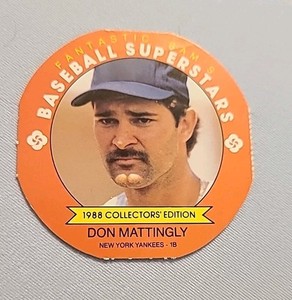 FANTASTIC SAM'S
BASEBALL SUPERSTARS
1988 COLLECTORS' EDITION
DON MATTINGLY
NEW YORK YANKEES - 1B